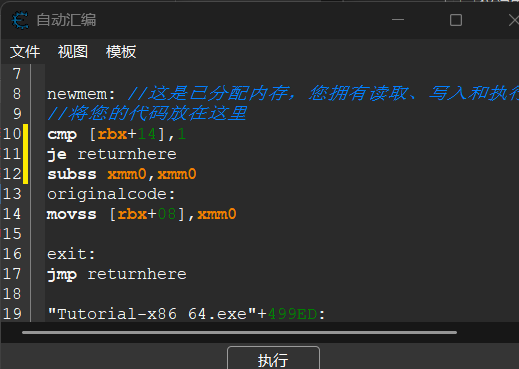 自动汇编
文件 视图 模板
7
8 newmem: //这是已分配内存，您拥有读取、写入和执行
9 //将您的代码放在这里
10 cmp [rbx+14],1
11 je returnhere
12 subss xmm0,xmm0
13 originalcode:
14 movss [rbx+08],xmm0
15
16 exit:
17 jmp returnhere
18
19 "Tutorial-x86_64.exe"+499ED:
执行